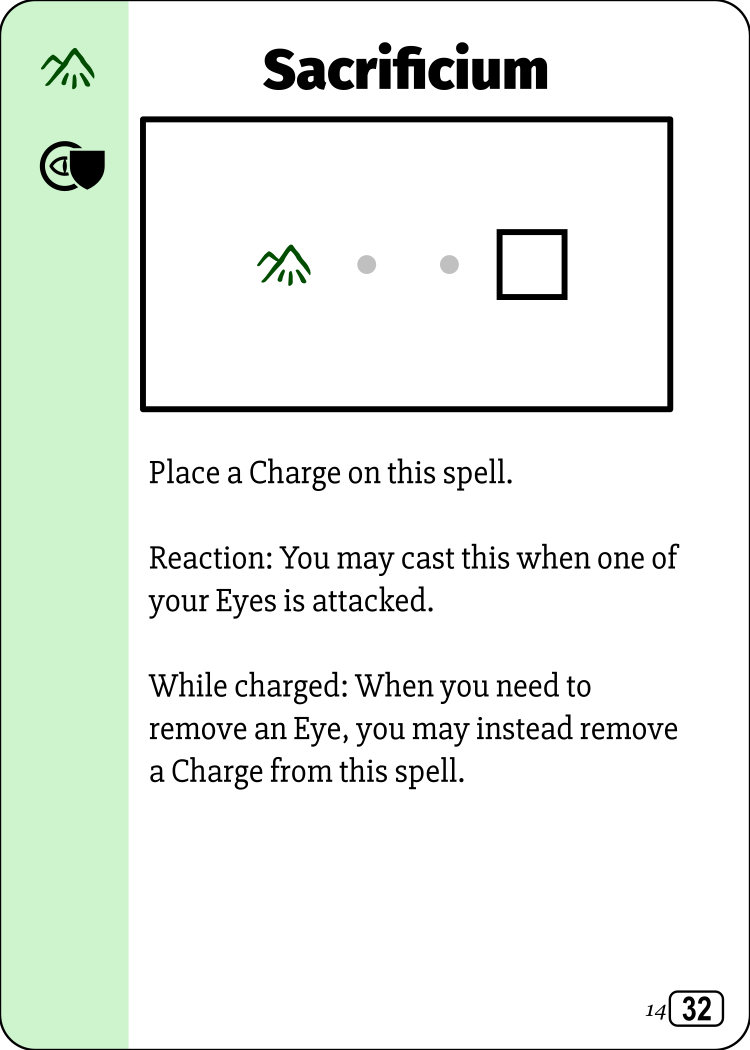 Sacrificium
Place a Charge on this spell.
Reaction: You may cast this when one of
your Eyes is attacked.
While charged: When you need to
remove an Eye, you may instead remove
a Charge from this spell.
14 32